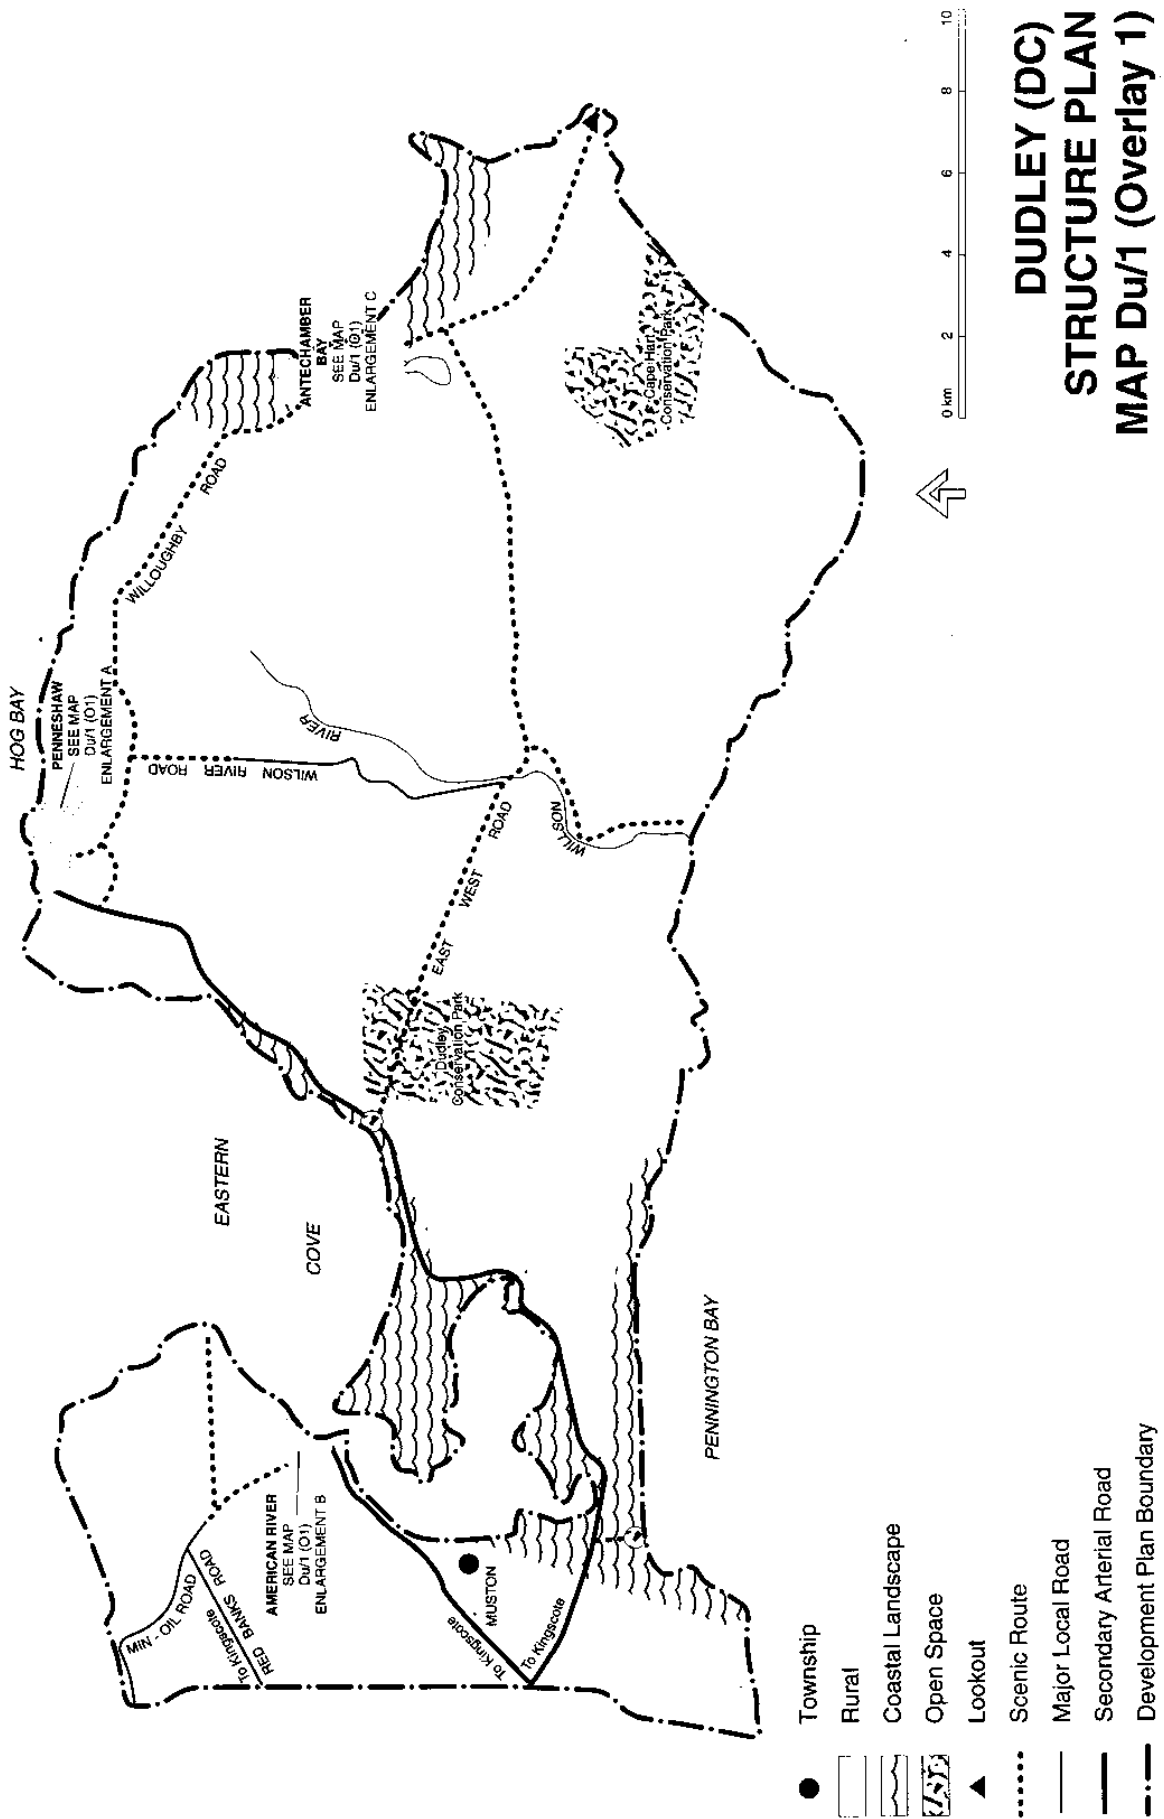 HOG BAY
PENNESHAW
SEE MAP
Du/1 (O1)
ENLARGEMENT A
WILLOUGHBY
ROAD
ANTECHAMBER
BAY
SEE MAP
Du/1 (O1)
ENLARGEMENT C
WILSON RIVER ROAD
RIVER
WILLSON
EAST WEST ROAD
Dudley
Conservation Park
Cape Hart
Conservation Park
EASTERN
COVE
PENNINGTON BAY
MIN - OIL ROAD
To Kingscote
RED BANKS ROAD
AMERICAN RIVER
SEE MAP
Du/1 (O1)
ENLARGEMENT B
MUSTON
To Kingscote
To Kingscote
Township
Rural
Coastal Landscape
Open Space
Lookout
Scenic Route
Major Local Road
Secondary Arterial Road
Development Plan Boundary
0 km 2 4 6 8 10
DUDLEY (DC)
STRUCTURE PLAN
MAP Du/1 (Overlay 1)